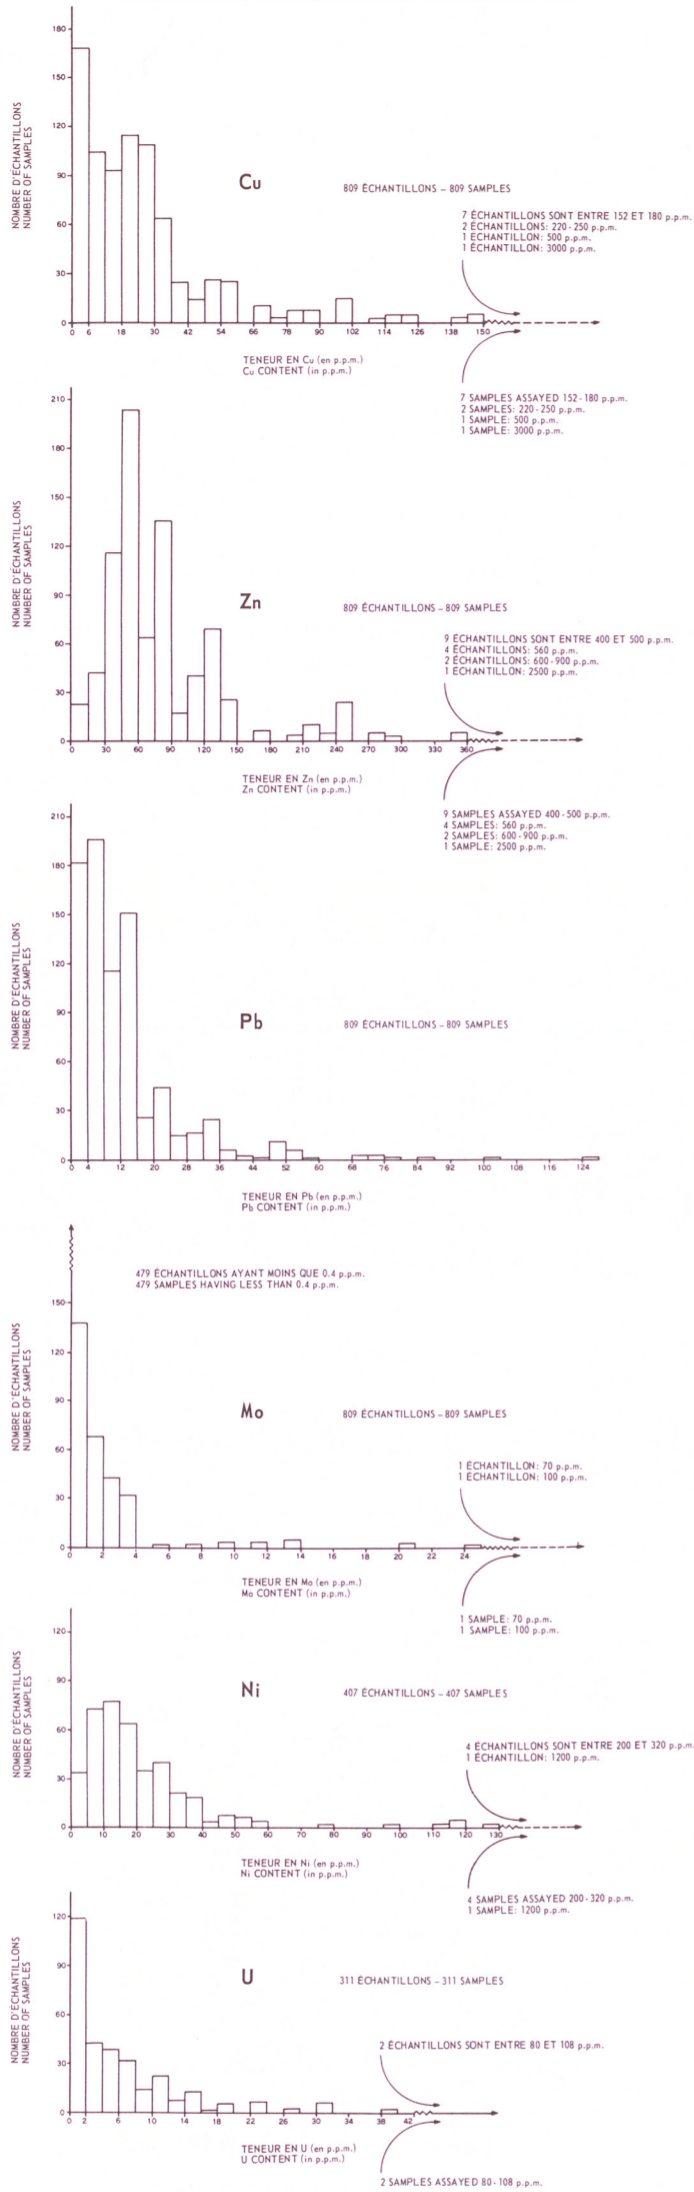 NOMBRE D'ÉCHANTILLONS
NUMBER OF SAMPLES
180
150
120
90
60
30
0
Cu
809 ÉCHANTILLONS – 809 SAMPLES
7 ÉCHANTILLONS SONT ENTRE 152 ET 180 p.p.m.
2 ÉCHANTILLONS: 220-250 p.p.m.
1 ÉCHANTILLON: 500 p.p.m.
1 ÉCHANTILLON: 3000 p.p.m.
0 6 18 30 42 54 66 78 90 102 114 126 138 150
TENEUR EN Cu (en p.p.m.)
Cu CONTENT (in p.p.m.)
7 SAMPLES ASSAYED 152-180 p.p.m.
2 SAMPLES: 220-250 p.p.m.
1 SAMPLE: 500 p.p.m.
1 SAMPLE: 3000 p.p.m.
NOMBRE D'ÉCHANTILLONS
NUMBER OF SAMPLES
210
180
150
120
90
60
30
0
Zn
809 ÉCHANTILLONS – 809 SAMPLES
9 ÉCHANTILLONS SONT ENTRE 400 ET 500 p.p.m.
4 ÉCHANTILLONS: 560 p.p.m.
2 ÉCHANTILLONS: 600-900 p.p.m.
1 ÉCHANTILLON: 2500 p.p.m.
0 30 60 90 120 150 180 210 240 270 300 330 360
TENEUR EN Zn (en p.p.m.)
Zn CONTENT (in p.p.m.)
9 SAMPLES ASSAYED 400-500 p.p.m.
4 SAMPLES: 560 p.p.m.
2 SAMPLES: 600-900 p.p.m.
1 SAMPLE: 2500 p.p.m.
NOMBRE D'ÉCHANTILLONS
NUMBER OF SAMPLES
210
150
90
60
30
0
Pb
809 ÉCHANTILLONS – 809 SAMPLES
0 4 12 20 28 36 44 52 60 68 76 84 92 100 108 116 124
TENEUR EN Pb (en p.p.m.)
Pb CONTENT (in p.p.m.)
479 ÉCHANTILLONS AYANT MOINS QUE 0.4 p.p.m.
479 SAMPLES HAVING LESS THAN 0.4 p.p.m.
NOMBRE D'ÉCHANTILLONS
NUMBER OF SAMPLES
150
120
90
60
30
0
Mo
809 ÉCHANTILLONS – 809 SAMPLES
1 ÉCHANTILLON: 70 p.p.m.
1 ÉCHANTILLON: 100 p.p.m.
0 2 4 6 8 10 12 14 16 18 20 22 24
TENEUR EN Mo (en p.p.m.)
Mo CONTENT (in p.p.m.)
1 SAMPLE: 70 p.p.m.
1 SAMPLE: 100 p.p.m.
NOMBRE D'ÉCHANTILLONS
NUMBER OF SAMPLES
120
90
60
30
0
Ni
407 ÉCHANTILLONS – 407 SAMPLES
4 ÉCHANTILLONS SONT ENTRE 200 ET 320 p.p.m.
1 ÉCHANTILLON: 1200 p.p.m.
0 10 20 30 40 50 60 70 80 90 100 110 120 130
TENEUR EN Ni (en p.p.m.)
Ni CONTENT (in p.p.m.)
4 SAMPLES ASSAYED 200-320 p.p.m.
1 SAMPLE: 1200 p.p.m.
NOMBRE D'ÉCHANTILLONS
NUMBER OF SAMPLES
120
90
60
30
0
U
311 ÉCHANTILLONS – 311 SAMPLES
2 ÉCHANTILLONS SONT ENTRE 80 ET 108 p.p.m.
0 2 6 10 14 18 22 26 30 34 38 42
TENEUR EN U (en p.p.m.)
U CONTENT (in p.p.m.)
2 SAMPLES ASSAYED 80-108 p.p.m.